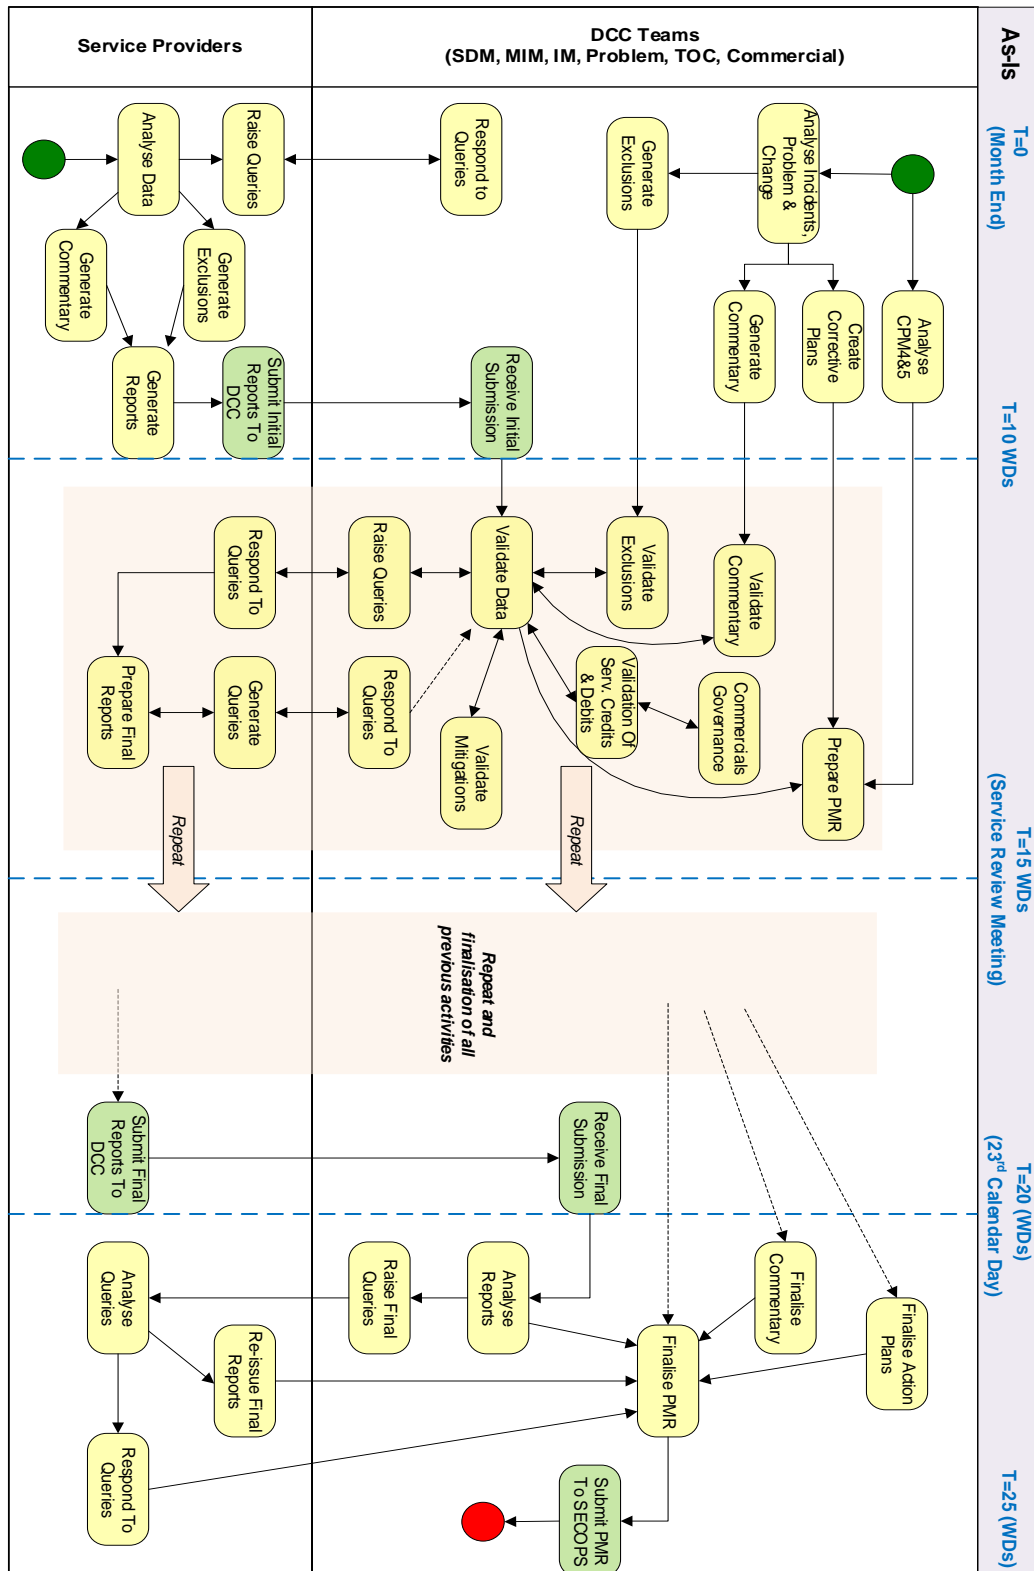 As-Is
T=0
(Month End)
T=10 WDs
T=15 WDs
(Service Review Meeting)
T=20 (WDs)
(23rd Calendar Day)
T=25 (WDs)
DCC Teams
(SDM, MIM, IM, Problem, TOC, Commercial)
Analyse Incidents,
Problem &
Change
Generate
Exclusions
Respond to
Queries
Analyse
CPM4&5
Create
Corrective
Plans
Generate
Commentary
Receive Initial
Submission
Validate
Commentary
Validate
Exclusions
Validate Data
Raise Queries
Commercials
Governance
Validation Of
Serv. Credits
& Debits
Prepare PMR
Validate
Mitigations
Respond To
Queries
Repeat
Repeat and
finalisation of all
previous activities
Receive Final
Submission
Finalise
Commentary
Finalise Action
Plans
Analyse
Reports
Raise Final
Queries
Finalise PMR
Submit PMR
To SECOPS
Service Providers
Raise Queries
Analyse Data
Generate
Exclusions
Generate
Commentary
Submit Initial
Reports To
DCC
Generate
Reports
Respond To
Queries
Generate
Queries
Prepare Final
Reports
Repeat
Submit Final
Reports To
DCC
Analyse
Queries
Re-issue Final
Reports
Respond To
Queries